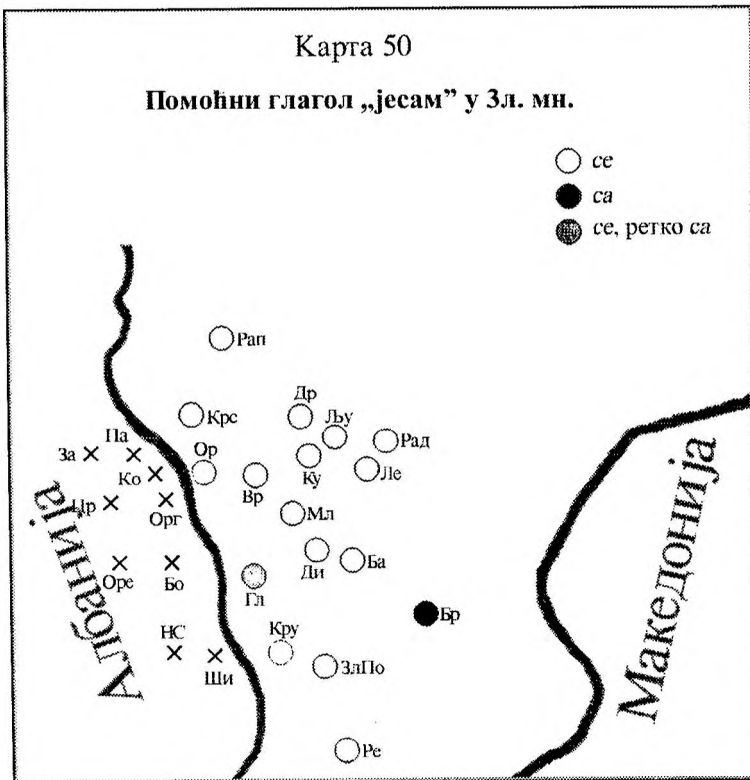 Карта 50
Помоћни глагол „јесам” у 3л. мн.
се
са
се, ретко са
Рап
Крс
Др
Љу
Рад
Па
За
Ор
Ко
Вр
Ку
Ле
Цр
Орг
Мл
Оре
Бо
Гл
Ди
Ба
Бр
НС
Ши
Кру
ЗлПо
Ре
Албанија
Македонија